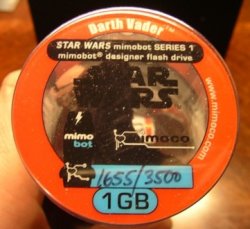 Darth Vader™
STAR WARS mimobot SERIES 1
mimobot® designer flash drive
STAR
WARS
www.mimoco.com
mimo
bot
mimoco
1655/3500
1GB